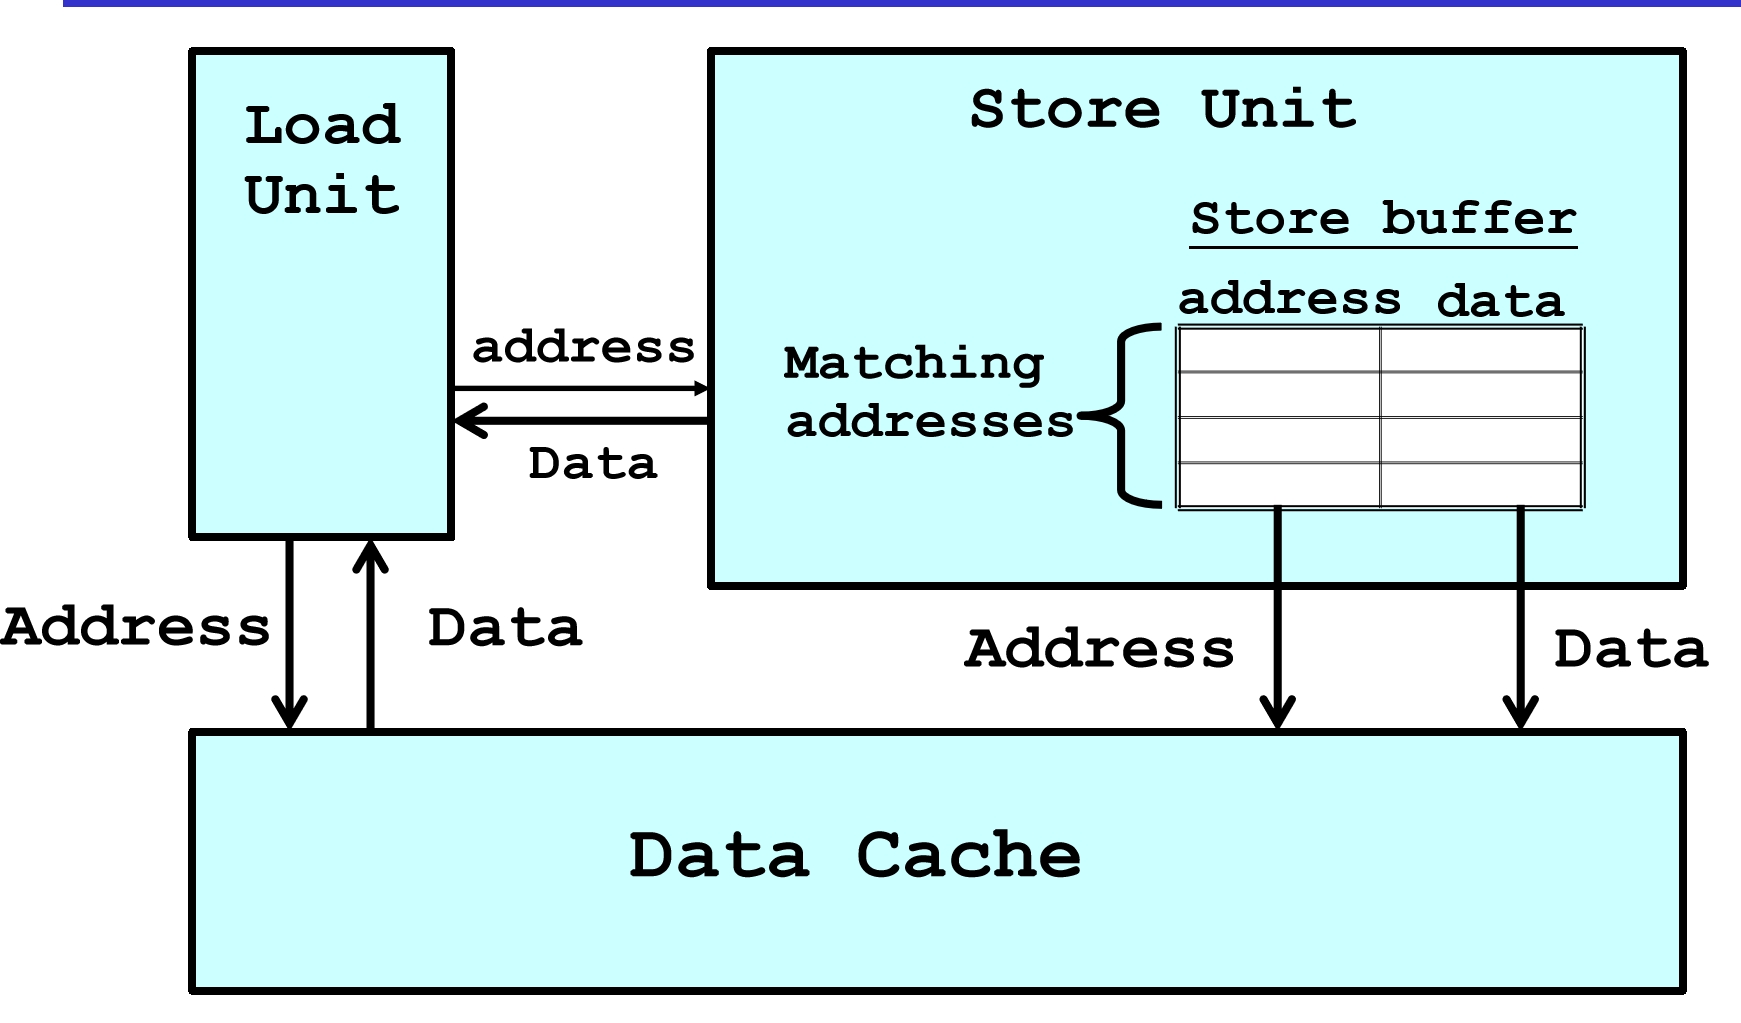 Load
Unit
Store Unit
Store buffer
address data
address
Matching
addresses
Data
Address
Data
Address
Data
Data Cache